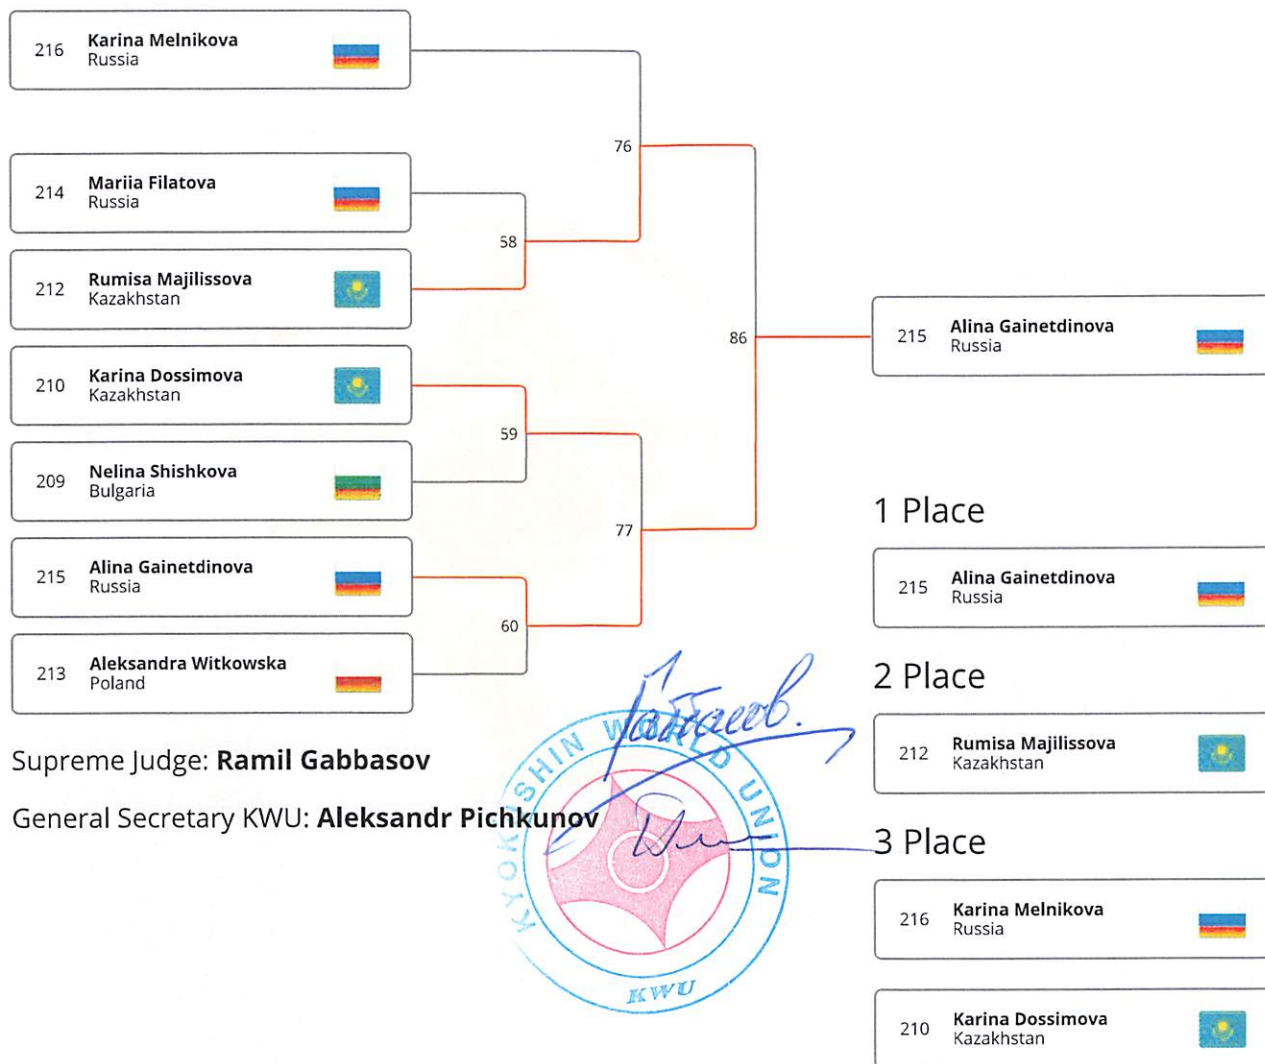 216 Karina Melnikova
Russia
214 Mariia Filatova
Russia
212 Rumisa Majilissova
Kazakhstan
210 Karina Dossimova
Kazakhstan
209 Nelina Shishkova
Bulgaria
215 Alina Gainetdinova
Russia
213 Aleksandra Witkowska
Poland
58
59
60
76
77
86
215 Alina Gainetdinova
Russia
1 Place
215 Alina Gainetdinova
Russia
2 Place
212 Rumisa Majilissova
Kazakhstan
3 Place
216 Karina Melnikova
Russia
210 Karina Dossimova
Kazakhstan
Supreme Judge: Ramil Gabbasov
General Secretary KWU: Aleksandr Pichkunov
KYOKUSHIN WORLD UNION
KWU